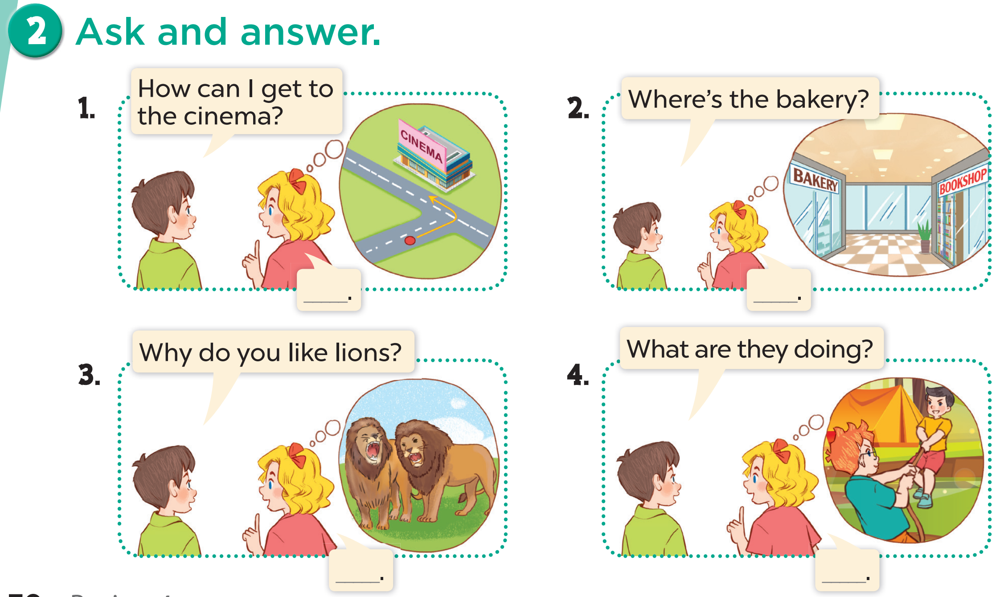 2 Ask and answer.
1.
How can I get to
the cinema?
CINEMA
_____.
2.
Where's the bakery?
BAKERY
BOOKSHOP
_____.
3.
Why do you like lions?
_____.
4.
What are they doing?
_____.